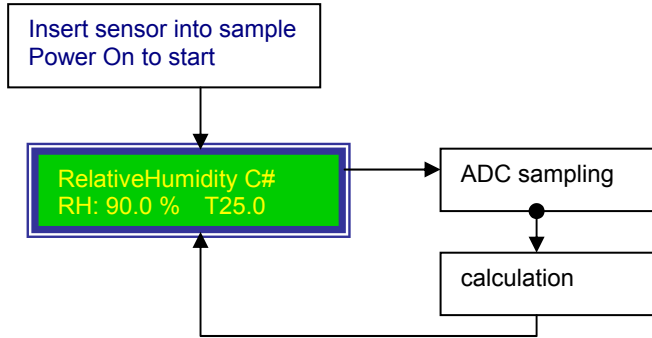 Insert sensor into sample
Power On to start
RelativeHumidity C#
RH: 90.0 % T25.0
ADC sampling
calculation